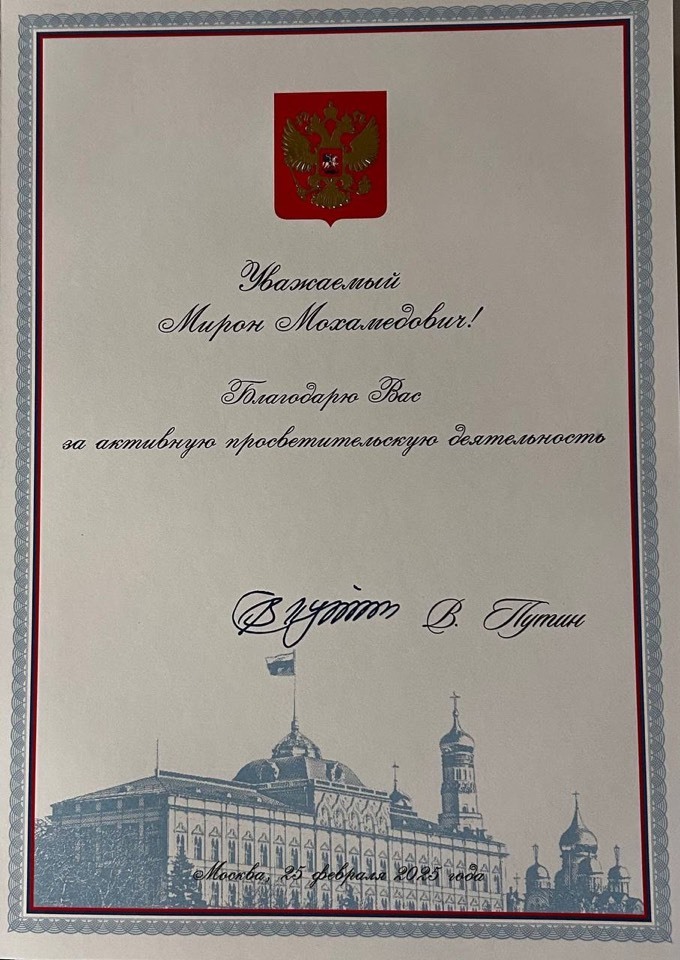 Уважаемый
Мирон Мохамедович!
Благодарю Вас
за активную просветительскую деятельность
В. Путин
Москва, 25 февраля 2025 года